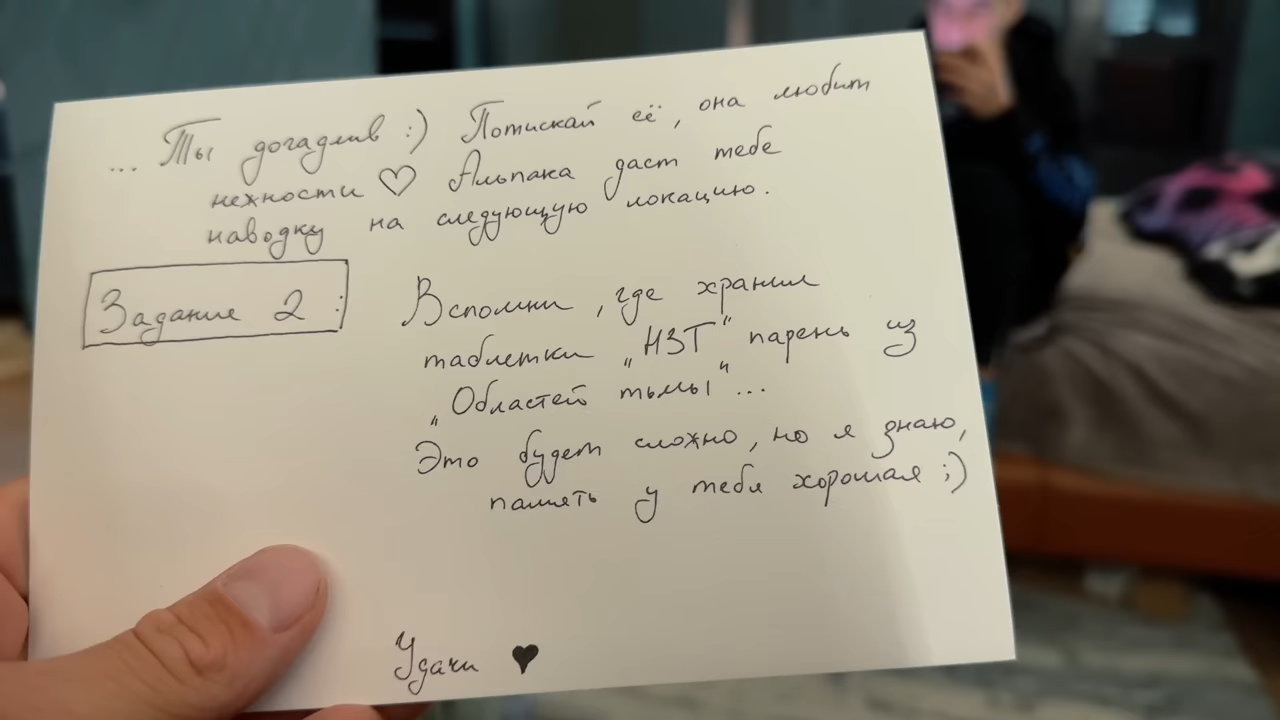 ... Ты догадлив :) Потискай её, она любит
нежности ♡ Альпака даст тебе
наводку на следующую локацию.
Задание 2 :
Вспомни, где хранил
таблетки „НЗТ" парень из
„Областей тьмы"...
Это будет сложно, но я знаю,
память у тебя хорошая ;)
Удачи ♥